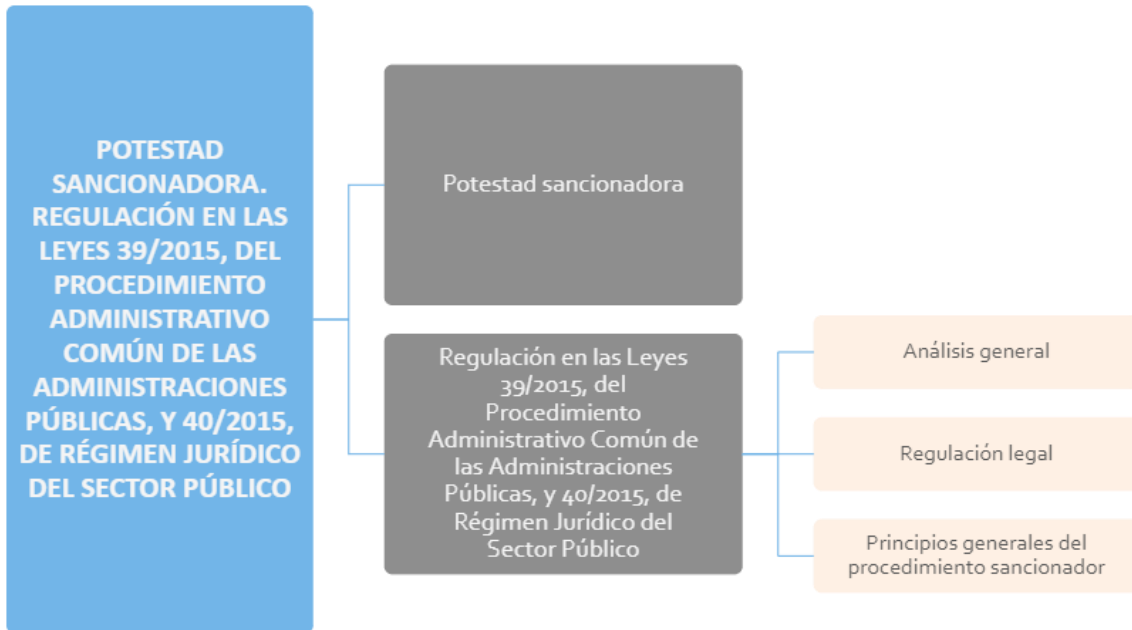 POTESTAD
SANCIONADORA.
REGULACIÓN EN LAS
LEYES 39/2015, DEL
PROCEDIMIENTO
ADMINISTRATIVO
COMÚN DE LAS
ADMINISTRACIONES
PÚBLICAS, Y 40/2015,
DE RÉGIMEN JURÍDICO
DEL SECTOR PÚBLICO
Potestad sancionadora
Regulación en las Leyes
39/2015, del
Procedimiento
Administrativo Común de
las Administraciones
Públicas, y 40/2015, de
Régimen Jurídico del
Sector Público
Análisis general
Regulación legal
Principios generales del
procedimiento sancionador